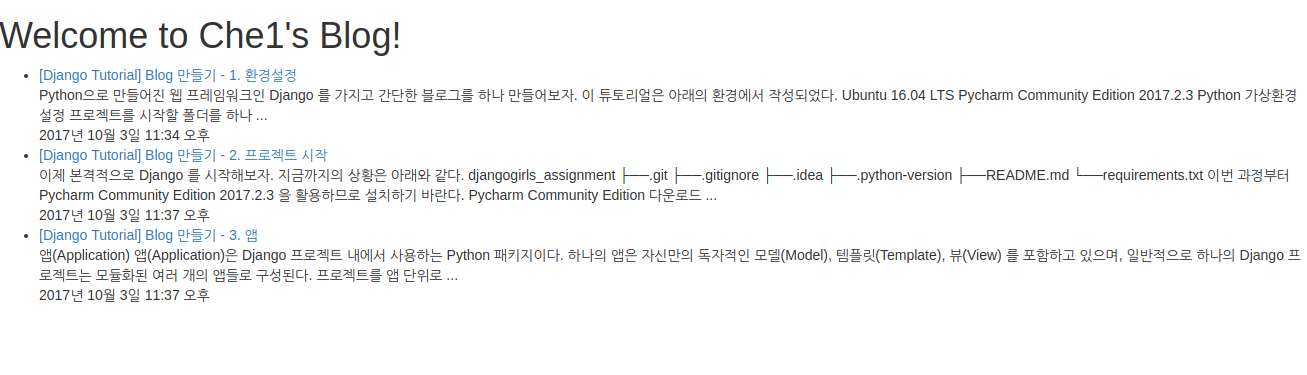 Welcome to Che1's Blog!
[Django Tutorial] Blog 만들기 - 1. 환경설정
Python으로 만들어진 웹 프레임워크인 Django 를 가지고 간단한 블로그를 하나 만들어보자. 이 튜토리얼은 아래의 환경에서 작성되었다. Ubuntu 16.04 LTS Pycharm Community Edition 2017.2.3 Python 가상환경
설정 프로젝트를 시작할 폴더를 하나 ...
2017년 10월 3일 11:34 오후
[Django Tutorial] Blog 만들기 - 2. 프로젝트 시작
이제 본격적으로 Django 를 시작해보자. 지금까지의 상황은 아래와 같다. djangogirls_assignment ├──.git ├──.gitignore ├──.idea ├──.python-version ├──README.md └──requirements.txt 이번 과정부터
Pycharm Community Edition 2017.2.3 을 활용하므로 설치하기 바란다. Pycharm Community Edition 다운로드 ...
2017년 10월 3일 11:37 오후
[Django Tutorial] Blog 만들기 - 3. 앱
앱(Application) 앱(Application)은 Django 프로젝트 내에서 사용하는 Python 패키지이다. 하나의 앱은 자신만의 독자적인 모델(Model), 템플릿(Template), 뷰(View) 를 포함하고 있으며, 일반적으로 하나의 Django 프
로젝트는 모듈화된 여러 개의 앱들로 구성된다. 프로젝트를 앱 단위로 ...
2017년 10월 3일 11:37 오후